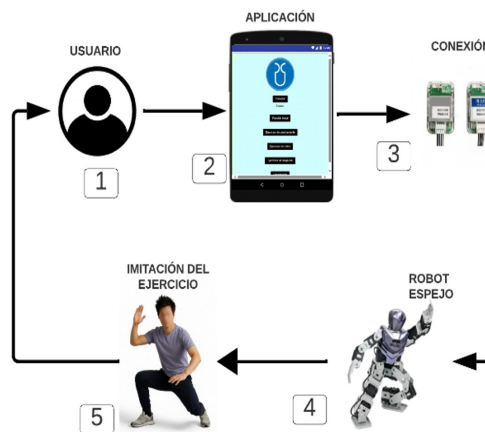 APLICACIÓN
USUARIO
CONEXIÓN
1
2
3
IMITACIÓN DEL
EJERCICIO
ROBOT
ESPEJO
5
4